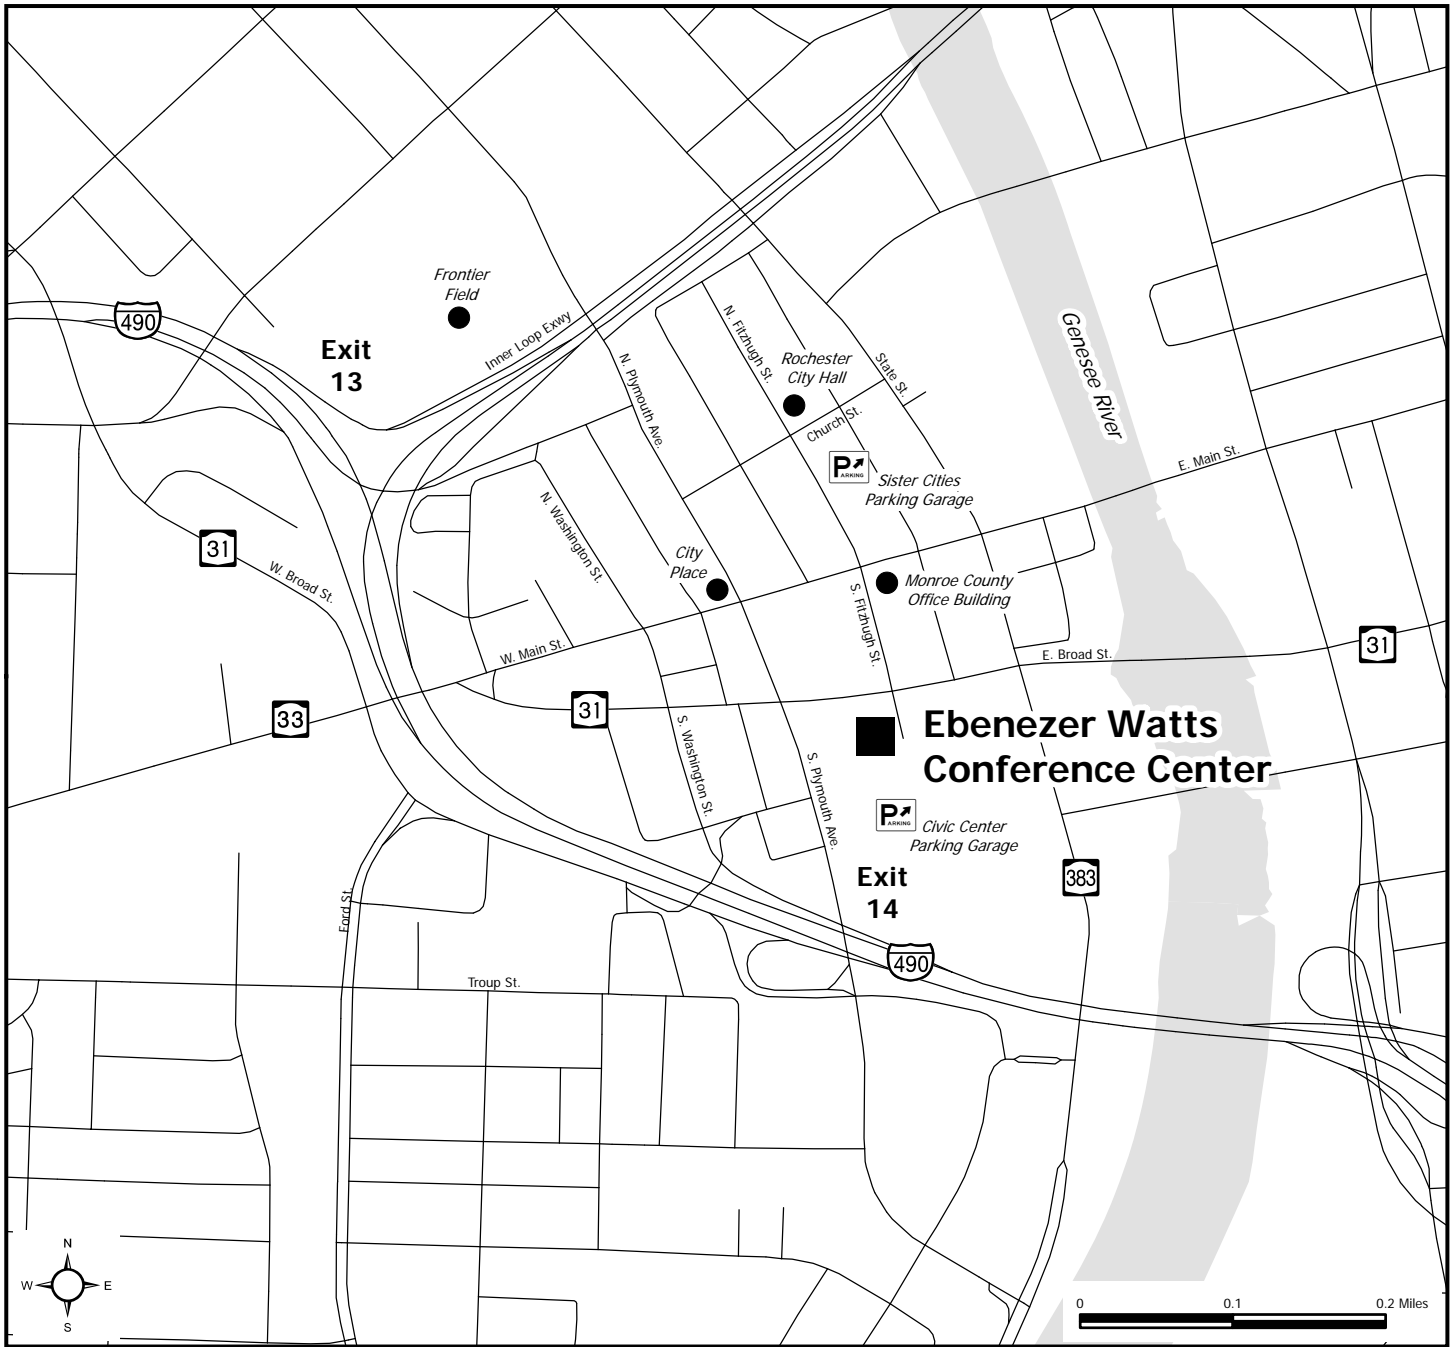 Frontier
Field
490
Exit
13
Inner Loop Exwy
N. Plymouth Ave.
N. Fitzhugh St.
Rochester
City Hall
State St.
Church St.
Genesee River
E. Main St.
P
ARKING
Sister Cities
Parking Garage
N. Washington St.
31
W. Broad St.
City
Place
Monroe County
Office Building
S. Fitzhugh St.
W. Main St.
E. Broad St.
31
33
31
S. Washington St.
Ebenezer Watts
Conference Center
S. Plymouth Ave.
P
ARKING
Civic Center
Parking Garage
Exit
14
383
Ford St.
490
Troup St.
N
W
E
S
0
0.1
0.2 Miles